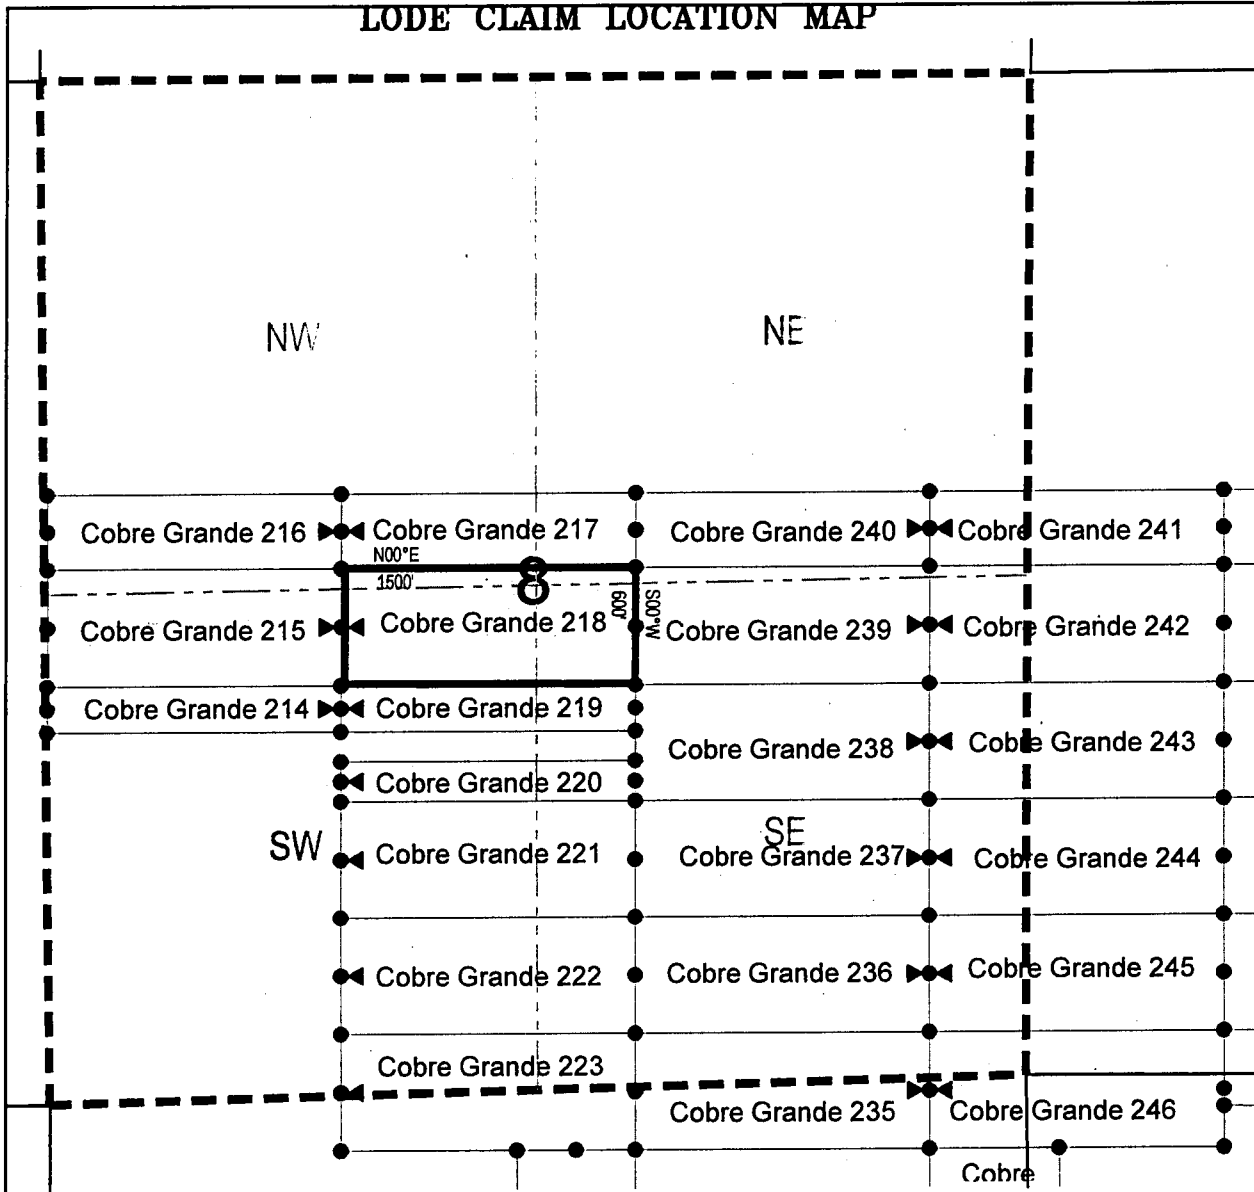 LODE CLAIM LOCATION MAP
NW
NE
Cobre Grande 216
Cobre Grande 217
Cobre Grande 240
Cobre Grande 241
N00°E
1500'
8
600'
S00°W
Cobre Grande 215
Cobre Grande 218
Cobre Grande 239
Cobre Grande 242
Cobre Grande 214
Cobre Grande 219
Cobre Grande 238
Cobre Grande 243
Cobre Grande 220
SW
SE
Cobre Grande 221
Cobre Grande 237
Cobre Grande 244
Cobre Grande 222
Cobre Grande 236
Cobre Grande 245
Cobre Grande 223
Cobre Grande 235
Cobre Grande 246
Cobre